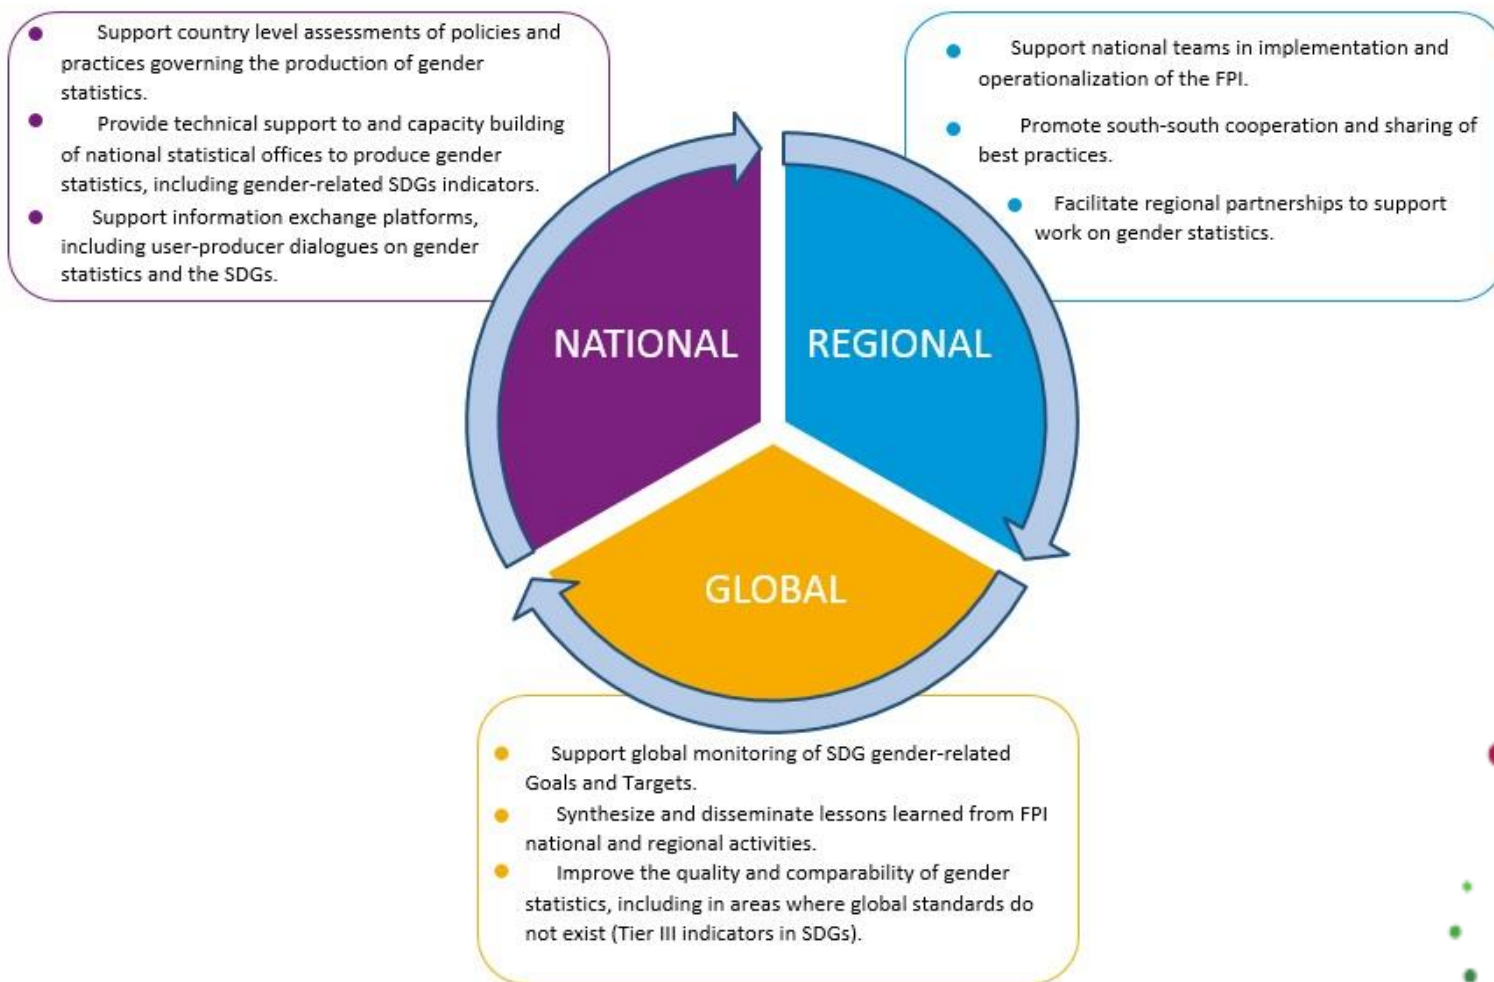 Support country level assessments of policies and
practices governing the production of gender
statistics.
Provide technical support to and capacity building
of national statistical offices to produce gender
statistics, including gender-related SDGs indicators.
Support information exchange platforms,
including user-producer dialogues on gender
statistics and the SDGs.
Support national teams in implementation and
operationalization of the FPI.
Promote south-south cooperation and sharing of
best practices.
Facilitate regional partnerships to support
work on gender statistics.
NATIONAL
REGIONAL
GLOBAL
Support global monitoring of SDG gender-related
Goals and Targets.
Synthesize and disseminate lessons learned from FPI
national and regional activities.
Improve the quality and comparability of gender
statistics, including in areas where global standards do
not exist (Tier III indicators in SDGs).